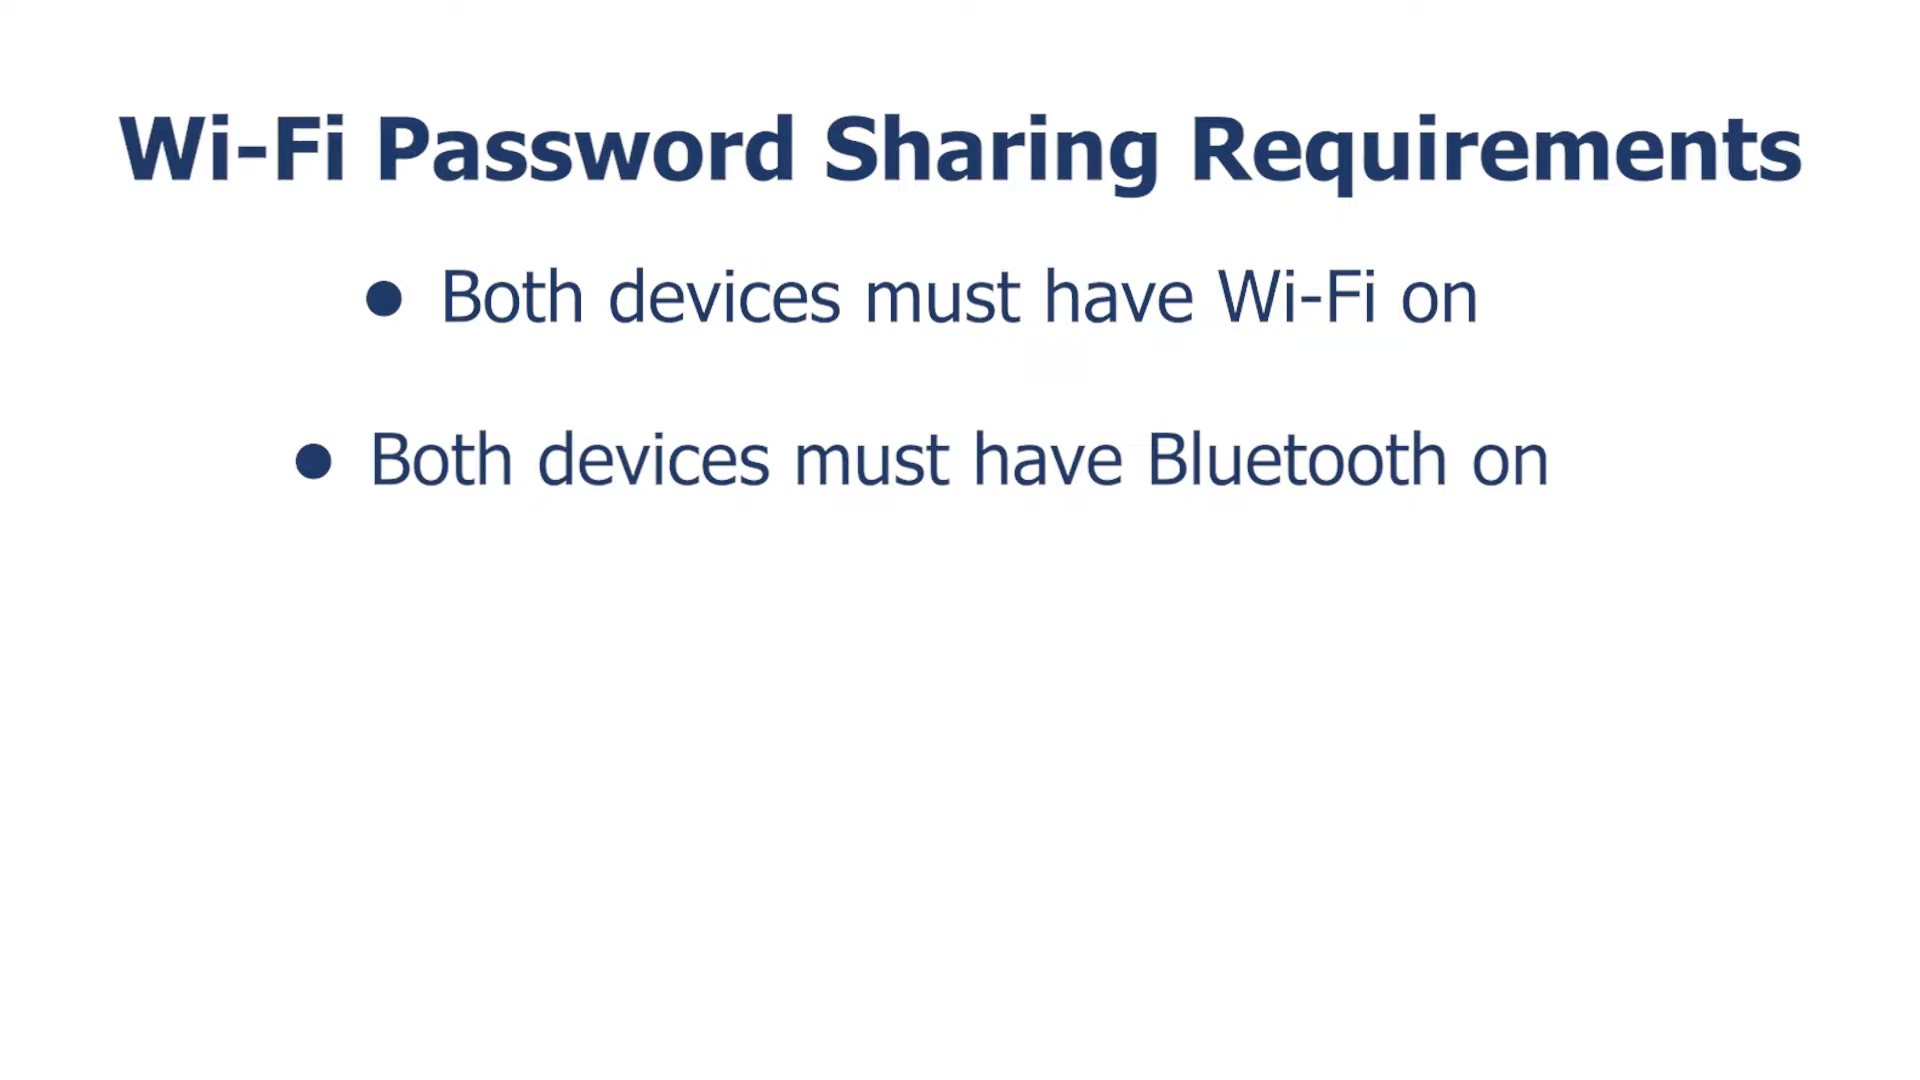 Wi-Fi Password Sharing Requirements
● Both devices must have Wi-Fi on
● Both devices must have Bluetooth on